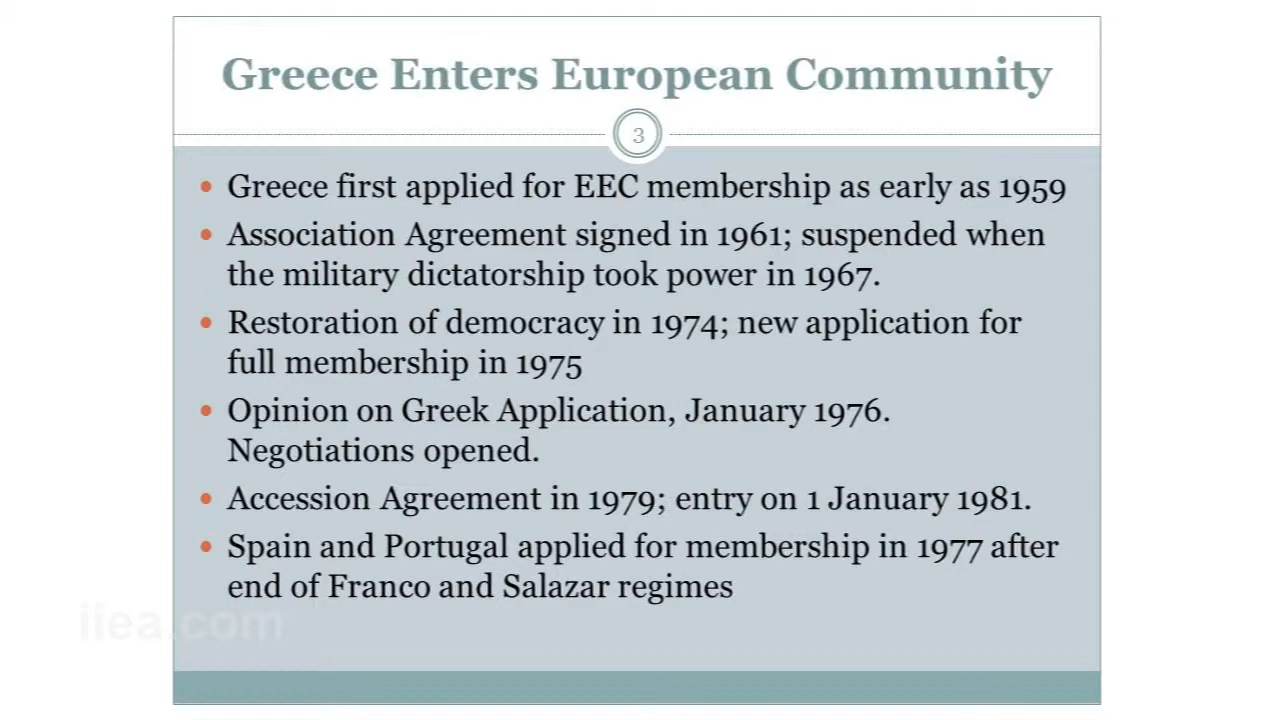 Greece Enters European Community
3
• Greece first applied for EEC membership as early as 1959
• Association Agreement signed in 1961; suspended when
the military dictatorship took power in 1967.
• Restoration of democracy in 1974; new application for
full membership in 1975
• Opinion on Greek Application, January 1976.
Negotiations opened.
• Accession Agreement in 1979; entry on 1 January 1981.
• Spain and Portugal applied for membership in 1977 after
end of Franco and Salazar regimes
iiea.com